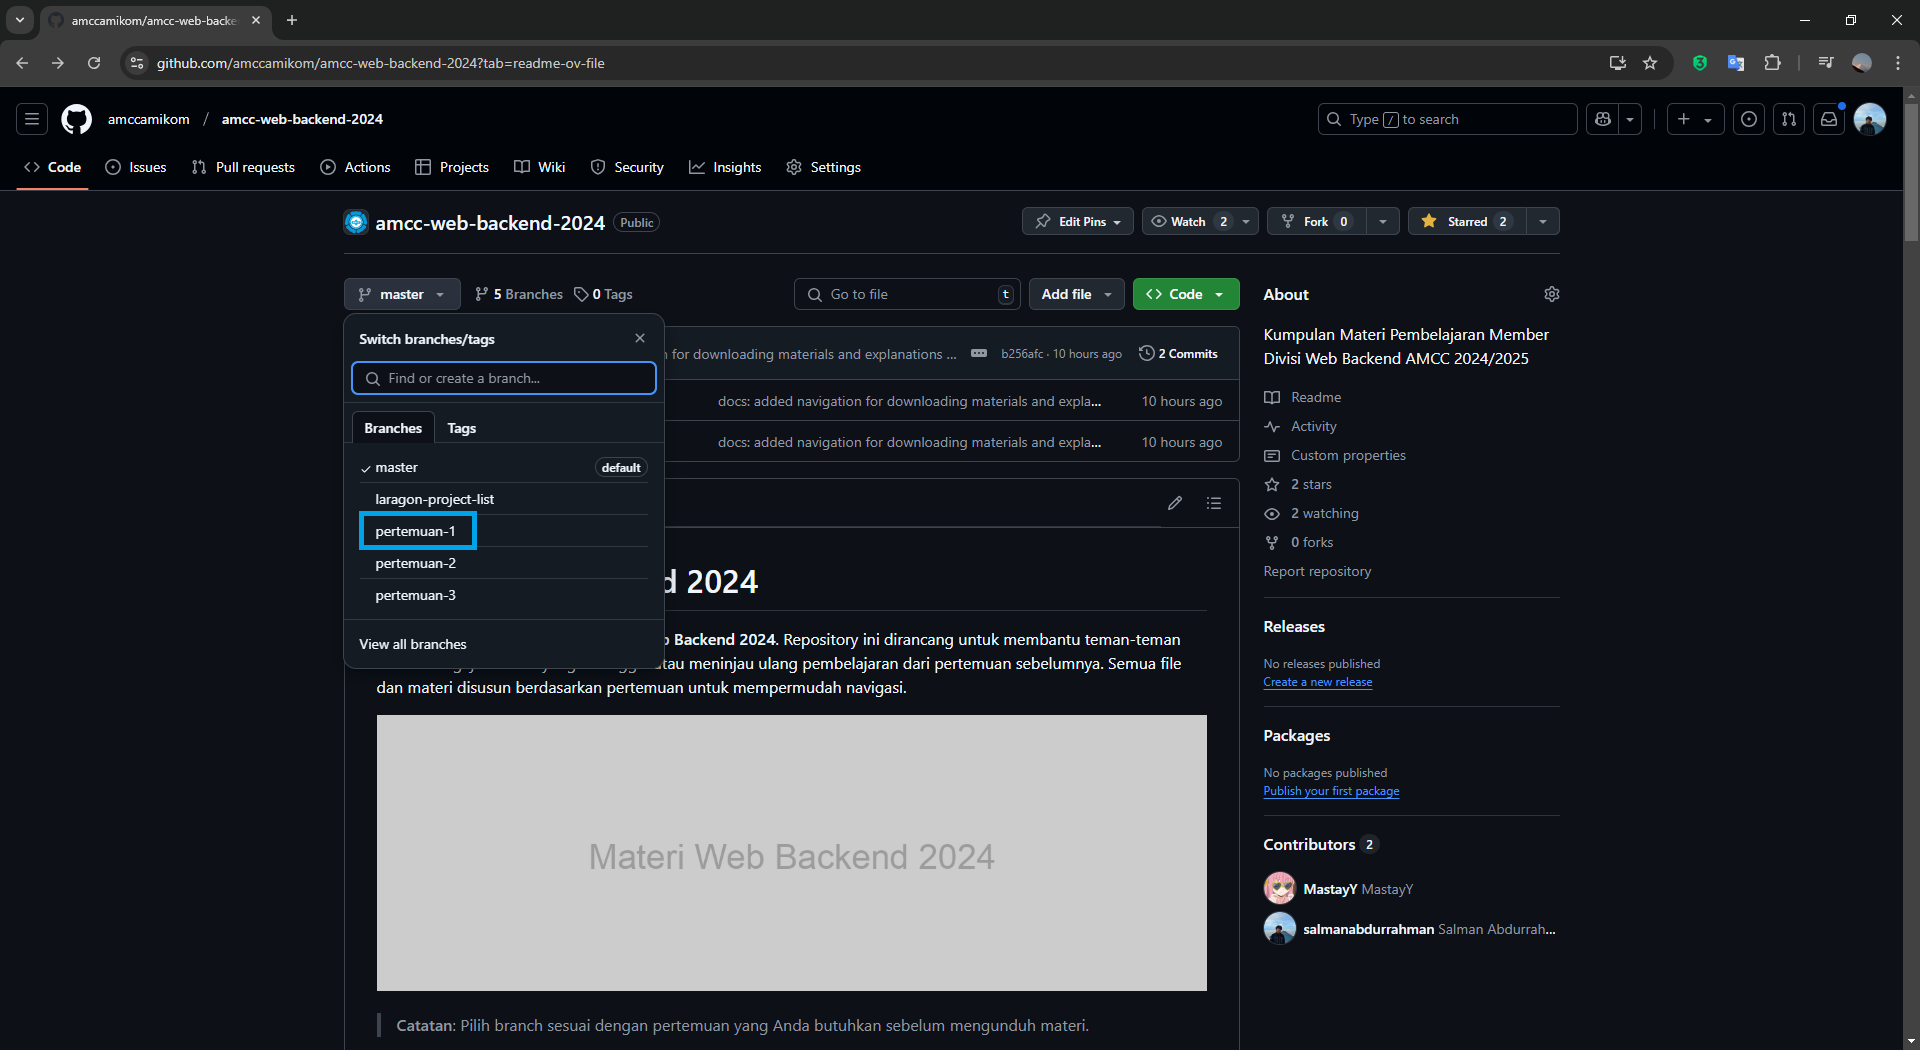 amccamikom/amcc-web-backe
github.com/amccamikom/amcc-web-backend-2024?tab=readme-ov-file
amccamikom / amcc-web-backend-2024
Type / to search
Code Issues Pull requests Actions Projects Wiki Security Insights Settings
amcc-web-backend-2024 Public
Edit Pins Watch 2 Fork 0 Starred 2
master 5 Branches 0 Tags Go to file t Add file Code
Switch branches/tags
Find or create a branch...
Branches Tags
master default
laragon-project-list
pertemuan-1
pertemuan-2
pertemuan-3
View all branches
for downloading materials and explanations ... b256afc · 10 hours ago 2 Commits
docs: added navigation for downloading materials and expla... 10 hours ago
docs: added navigation for downloading materials and expla... 10 hours ago
d 2024
Backend 2024. Repository ini dirancang untuk membantu teman-teman
atau meninjau ulang pembelajaran dari pertemuan sebelumnya. Semua file
dan materi disusun berdasarkan pertemuan untuk mempermudah navigasi.
Materi Web Backend 2024
Catatan: Pilih branch sesuai dengan pertemuan yang Anda butuhkan sebelum mengunduh materi.
About
Kumpulan Materi Pembelajaran Member
Divisi Web Backend AMCC 2024/2025
Readme
Activity
Custom properties
2 stars
2 watching
0 forks
Report repository
Releases
No releases published
Create a new release
Packages
No packages published
Publish your first package
Contributors 2
MastayY MastayY
salmanabdurrahman Salman Abdurrah...